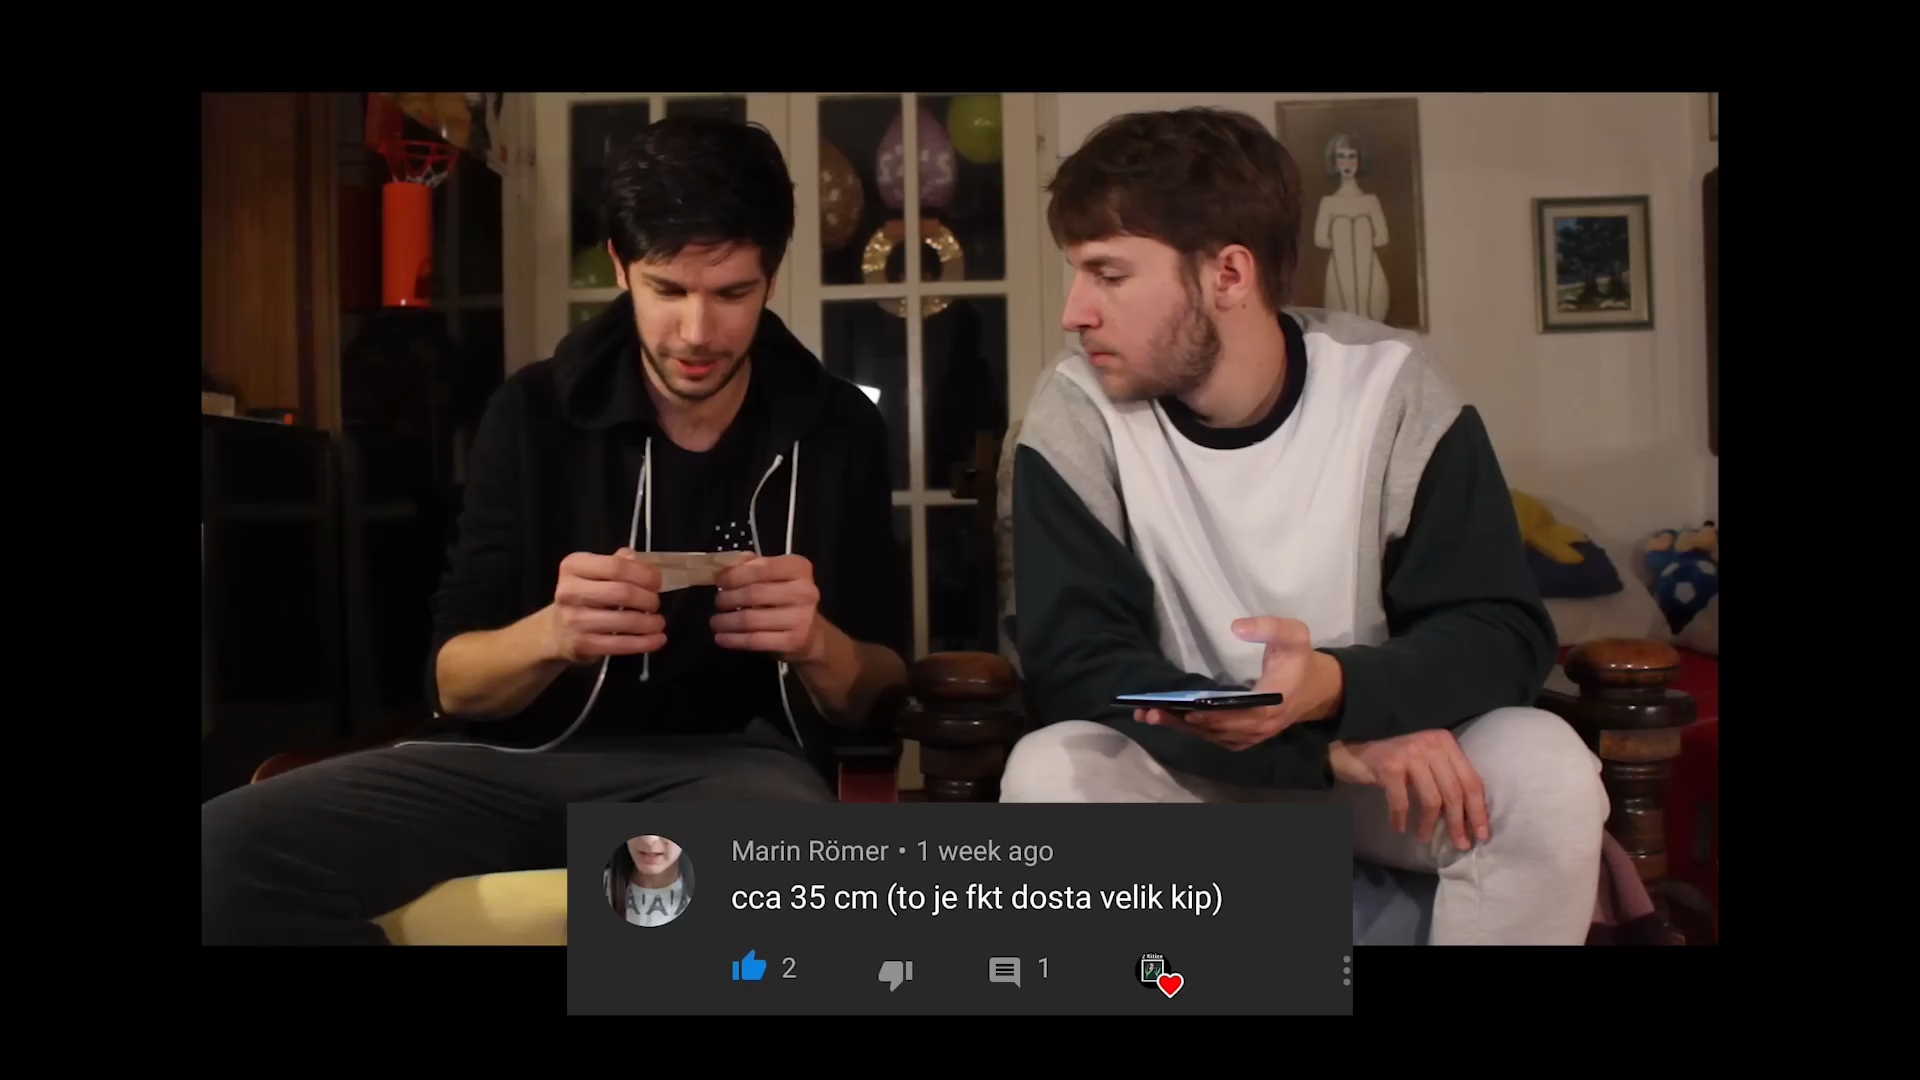 Marin Römer • 1 week ago
cca 35 cm (to je fkt dosta velik kip)
2
1